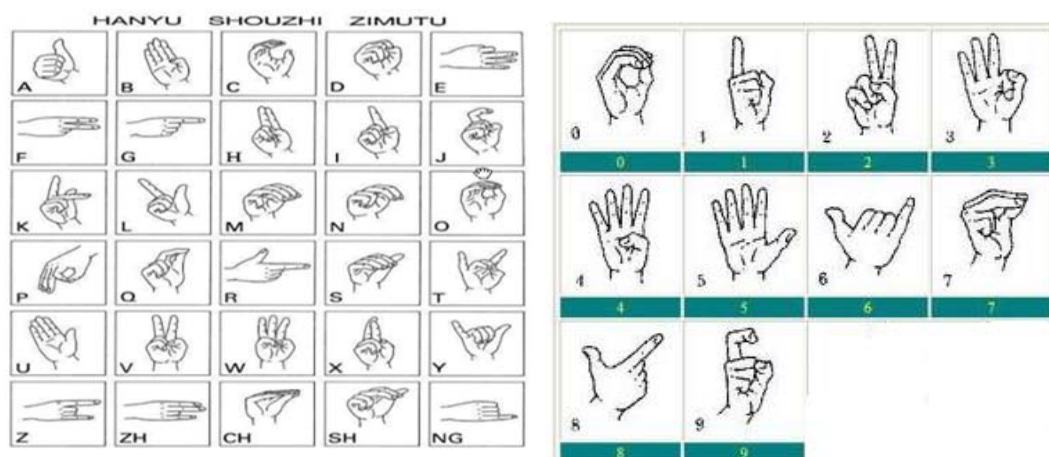 HANYU SHOUZHI ZIMUTU
A B C D E
F G H I J
K L M N O
P Q R S T
U V W X Y
Z ZH CH SH NG
0 1 2 3
0 1 2 3
4 5 6 7
4 5 6 7
8 9
8 9